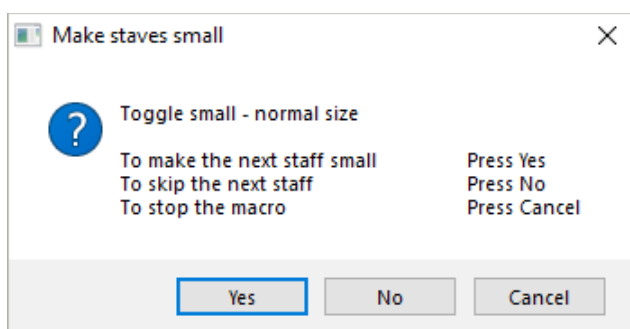 Make staves small
Toggle small - normal size
To make the next staff small Press Yes
To skip the next staff Press No
To stop the macro Press Cancel
Yes No Cancel